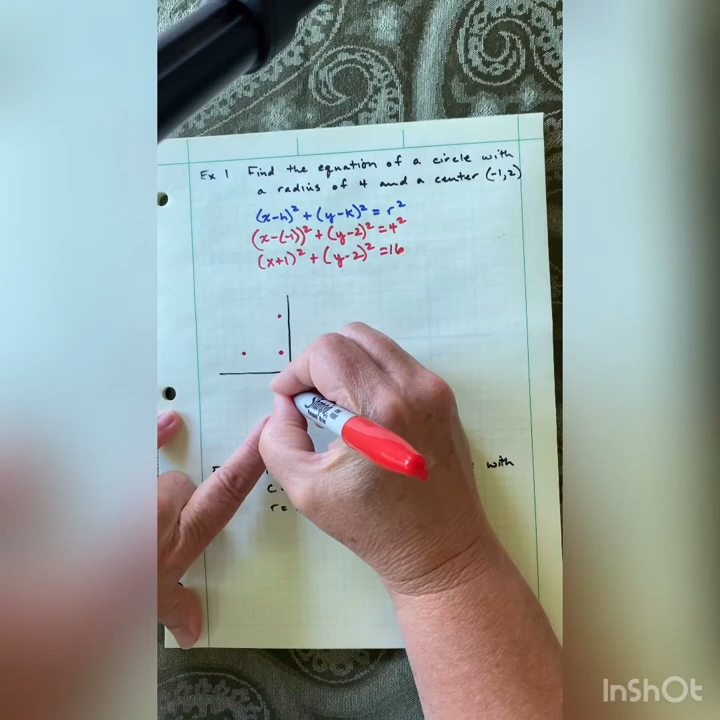 Ex 1 Find the equation of a circle with
a radius of 4 and a center (-1,2)
(x-h)² + (y-k)² = r²
(x-(-1))² + (y-2)² = 4²
(x+1)² + (y-2)² = 16
with
r=
InShOt